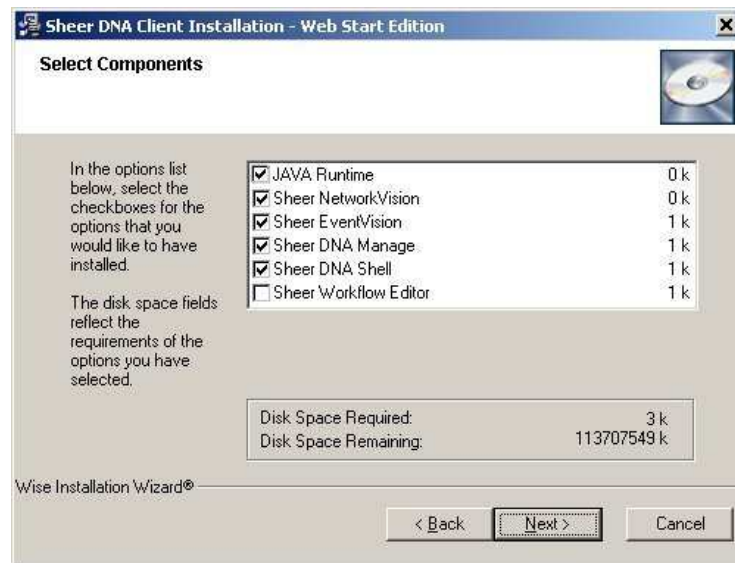 Sheer DNA Client Installation - Web Start Edition
Select Components
In the options list
below, select the
checkboxes for the
options that you
would like to have
installed.
The disk space fields
reflect the
requirements of the
options you have
selected.
JAVA Runtime 0 k
Sheer NetworkVision 0 k
Sheer EventVision 1 k
Sheer DNA Manage 1 k
Sheer DNA Shell 1 k
Sheer Workflow Editor 1 k
Disk Space Required: 3 k
Disk Space Remaining: 113707549 k
Wise Installation Wizard®
< Back
Next >
Cancel